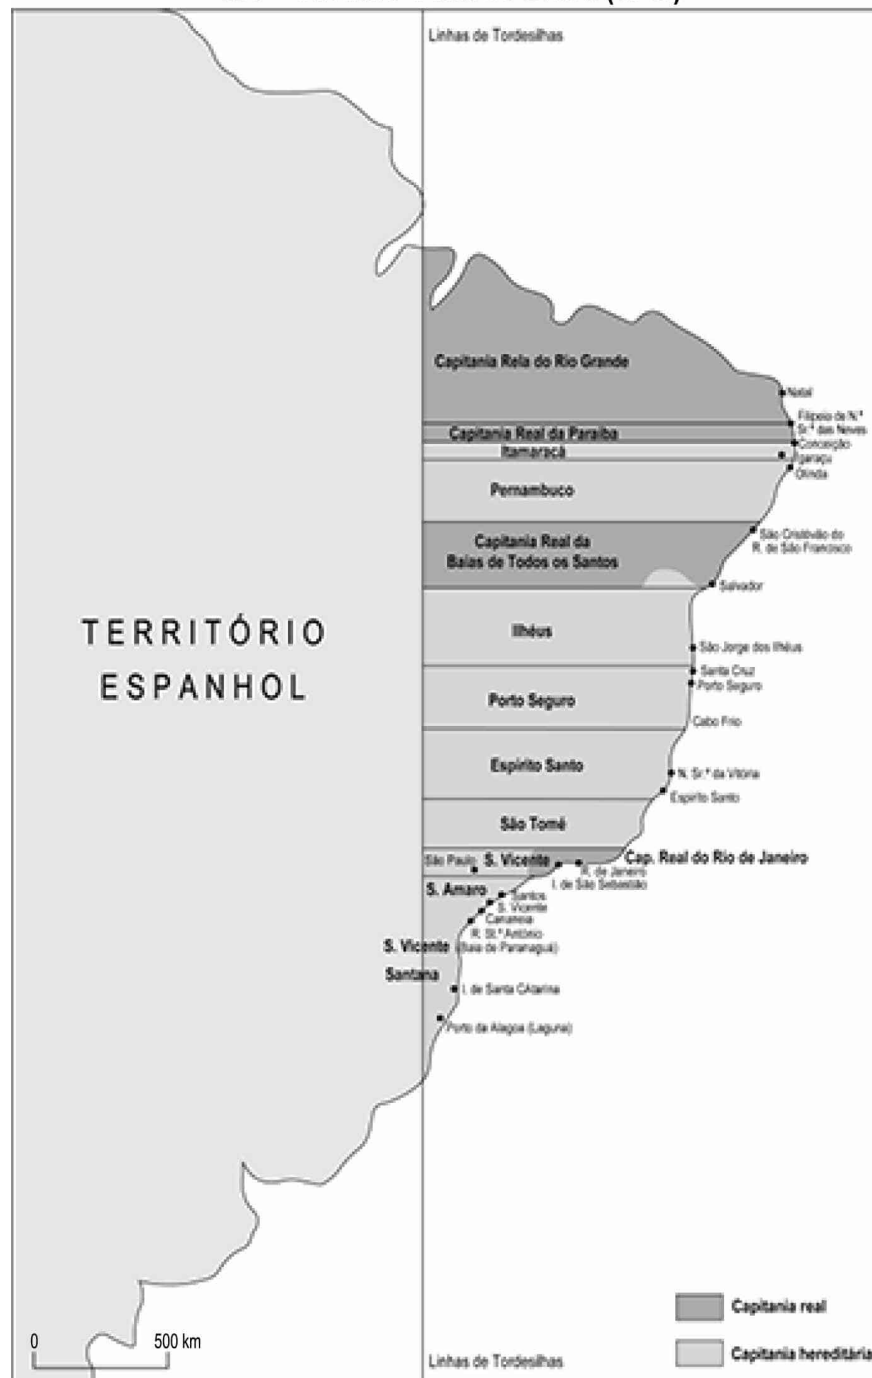 Linhas de Tordesilhas
Capitania Rela do Rio Grande
Natal
Filipeia de N.ª
Sr.ª das Neves
Capitania Real da Paraíba
Conceição
Itamaracá
Igaraçu
Olinda
Pernambuco
São Cristóvão do
R. de São Francisco
Capitania Real da
Baías de Todos os Santos
Salvador
TERRITÓRIO
ESPANHOL
Ilhéus
São Jorge dos Ilhéus
Santa Cruz
Porto Seguro
Porto Seguro
Cabo Frio
Espírito Santo
N. Sr.ª da Vitória
Espírito Santo
São Tomé
Cap. Real do Rio de Janeiro
São Paulo
S. Vicente
R. de Janeiro
I. de São Sebastião
S. Amaro
Santos
S. Vicente
Cananeia
R. St.º António
S. Vicente
(Baía de Paranaguá)
Santana
I. de Santa CAtarina
Porto da Alagoa (Laguna)
Capitania real
Capitania hereditária
0
500 km
Linhas de Tordesilhas